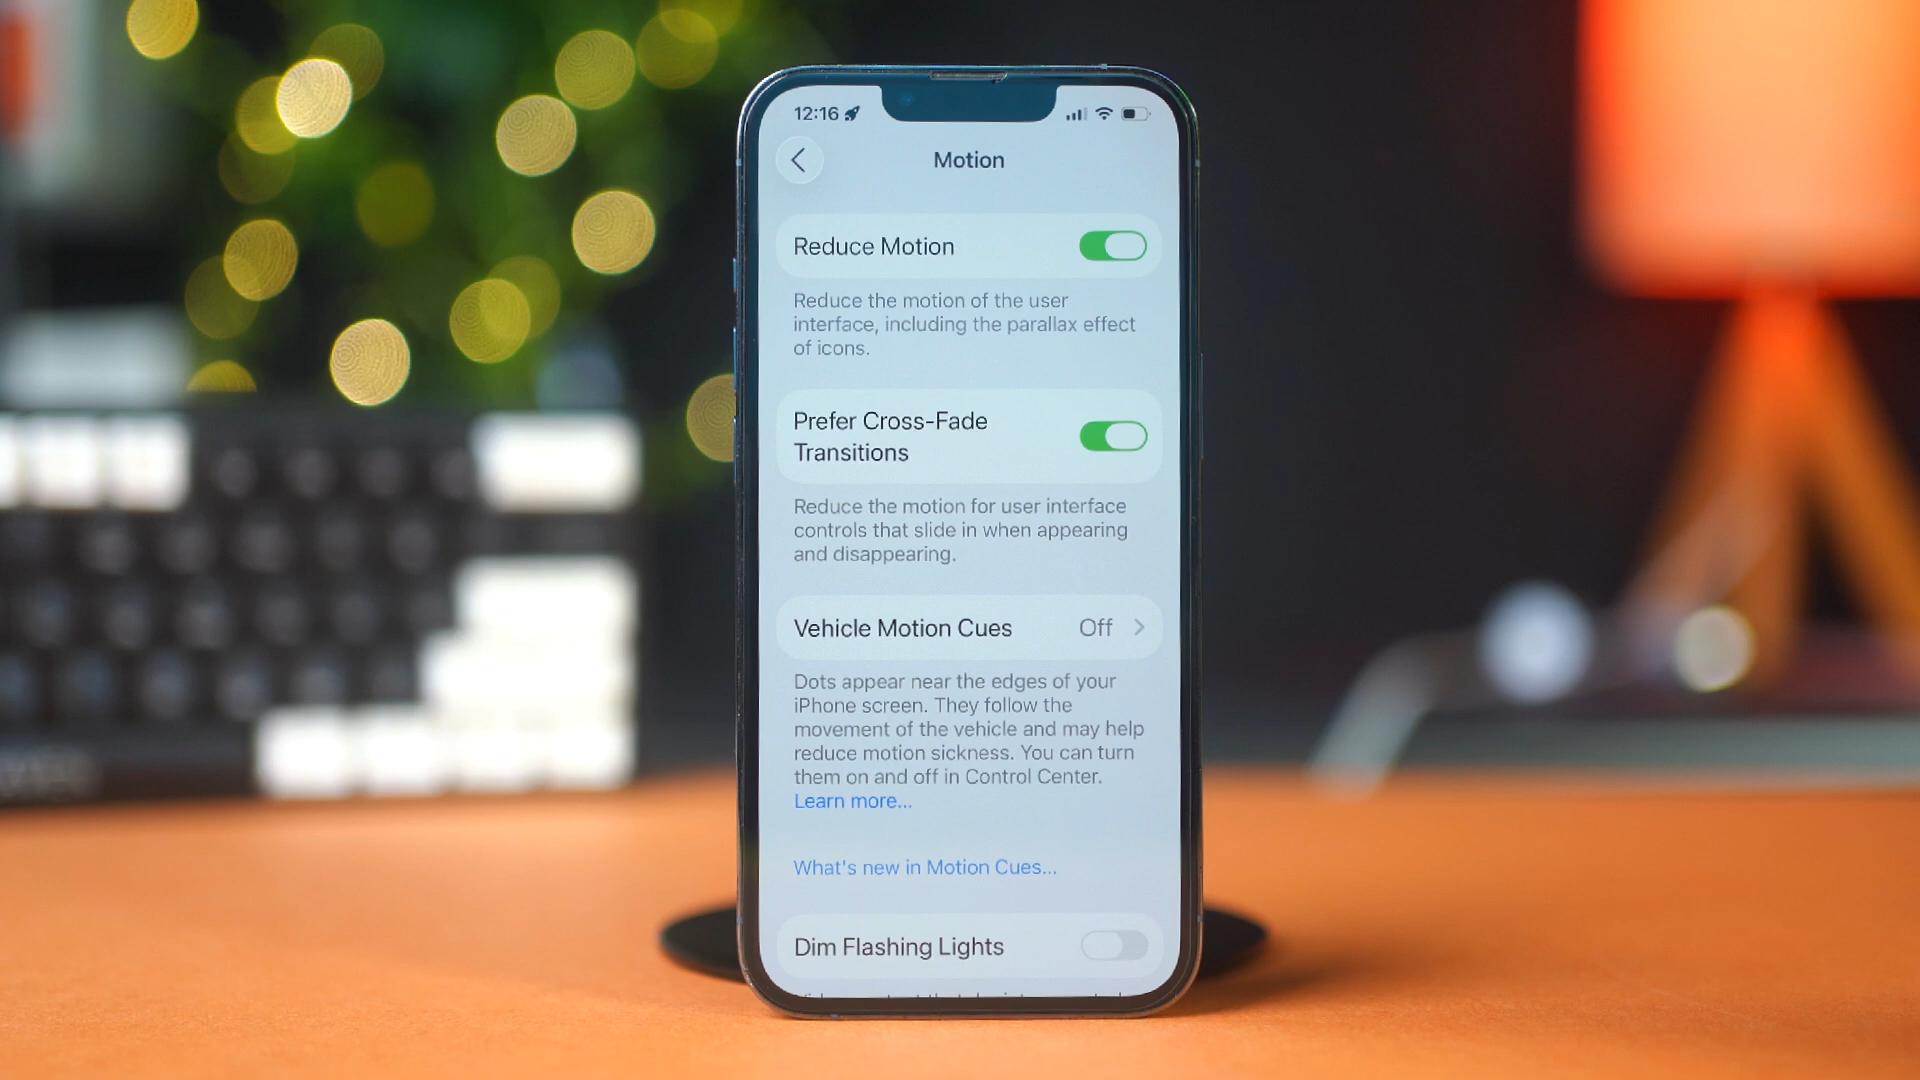 12:16
Motion
Reduce Motion
Reduce the motion of the user
interface, including the parallax effect
of icons.
Prefer Cross-Fade
Transitions
Reduce the motion for user interface
controls that slide in when appearing
and disappearing.
Vehicle Motion Cues Off
Dots appear near the edges of your
iPhone screen. They follow the
movement of the vehicle and may help
reduce motion sickness. You can turn
them on and off in Control Center.
Learn more...
What's new in Motion Cues...
Dim Flashing Lights